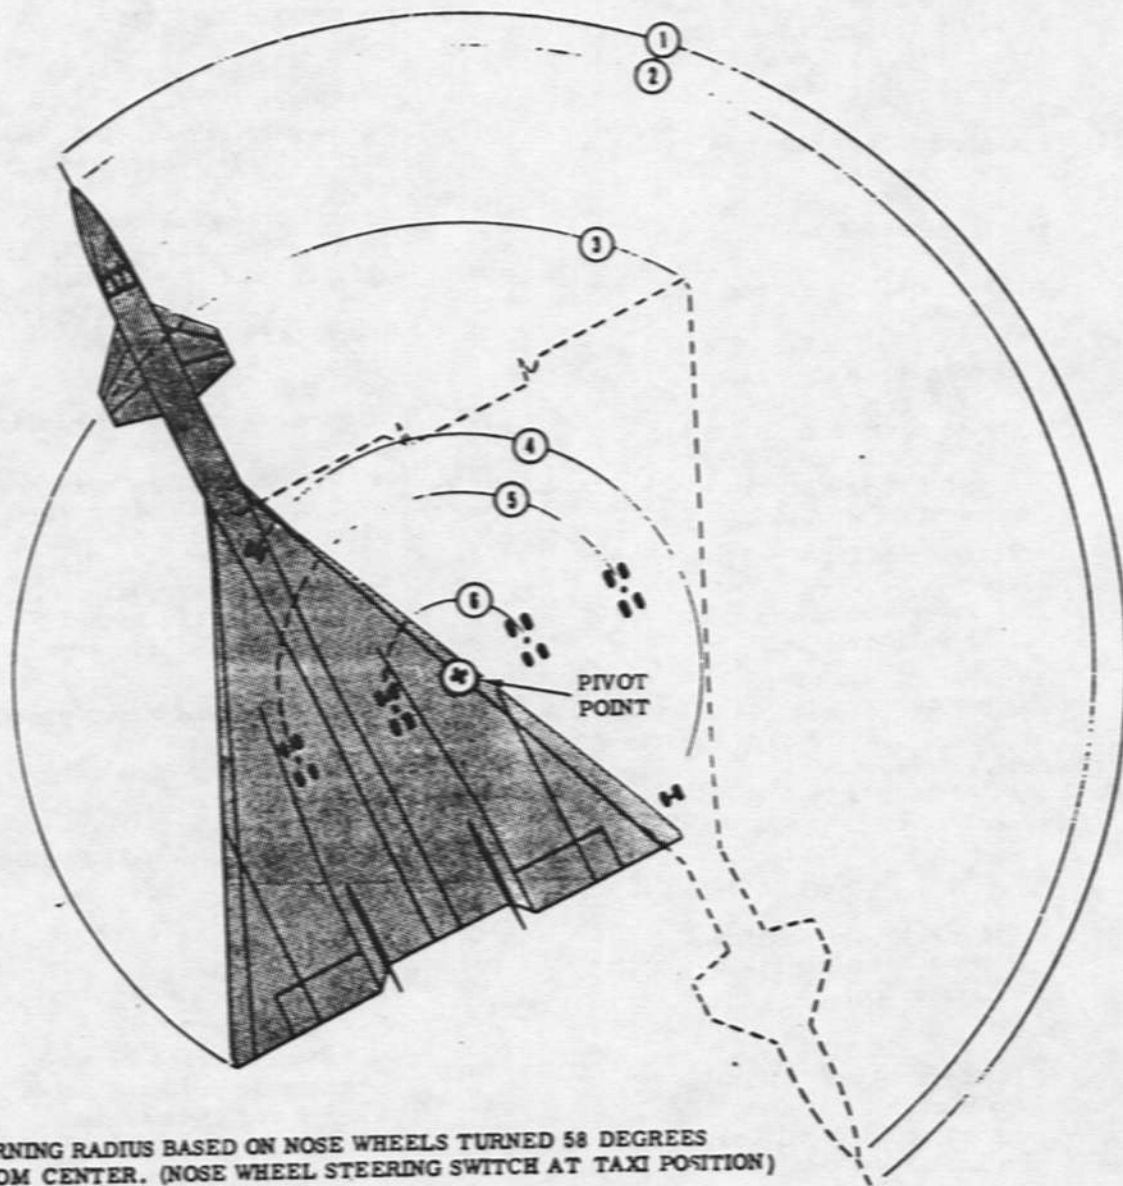 1
2
3
4
5
6
PIVOT
POINT
RNING RADIUS BASED ON NOSE WHEELS TURNED 58 DEGREES
OM CENTER. (NOSE WHEEL STEERING SWITCH AT TAXI POSITION)